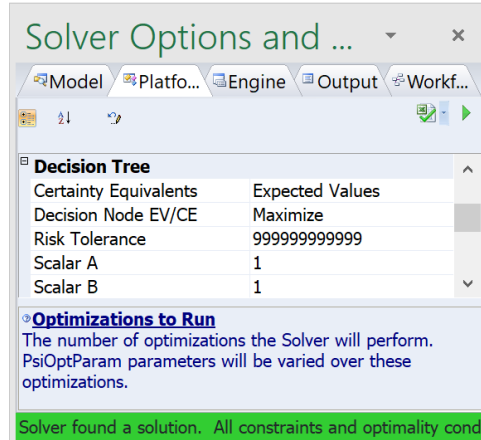 Solver Options and ...
Model Platfo... Engine Output Workf...
Decision Tree
Certainty Equivalents Expected Values
Decision Node EV/CE Maximize
Risk Tolerance 999999999999
Scalar A 1
Scalar B 1
Optimizations to Run
The number of optimizations the Solver will perform.
PsiOptParam parameters will be varied over these
optimizations.
Solver found a solution. All constraints and optimality cond